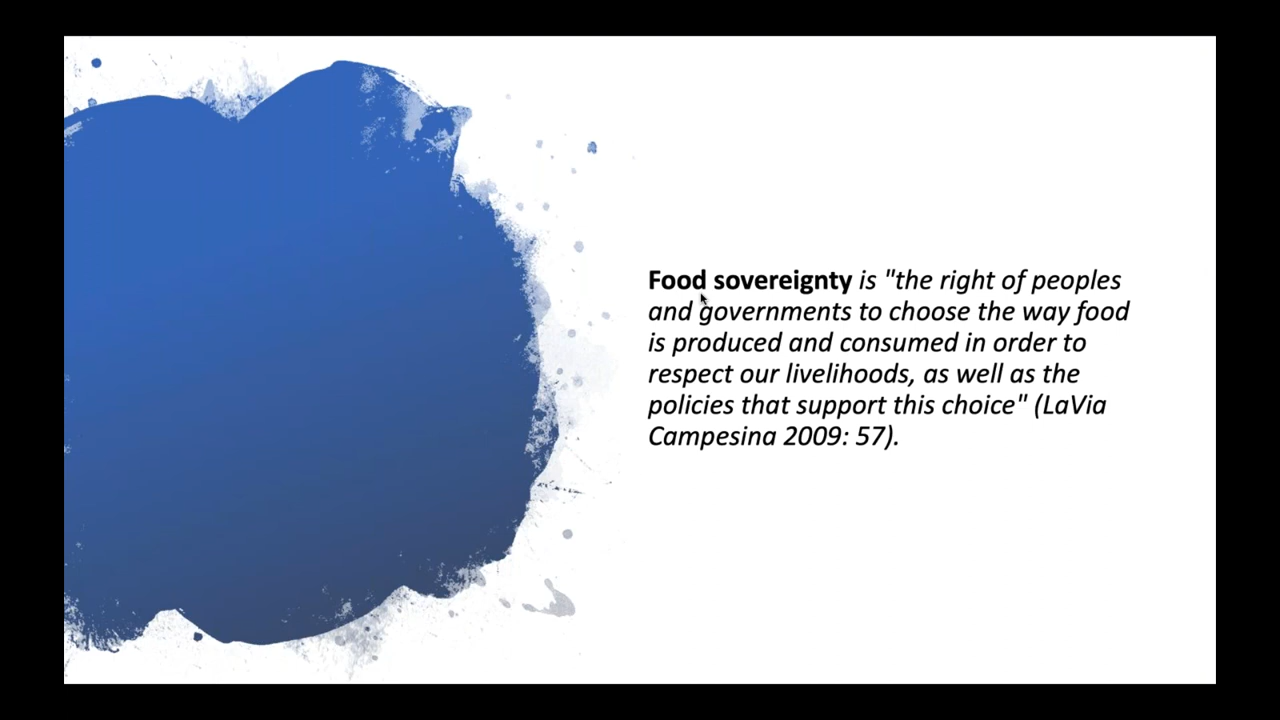 Food sovereignty is "the right of peoples
and governments to choose the way food
is produced and consumed in order to
respect our livelihoods, as well as the
policies that support this choice" (LaVia
Campesina 2009: 57).